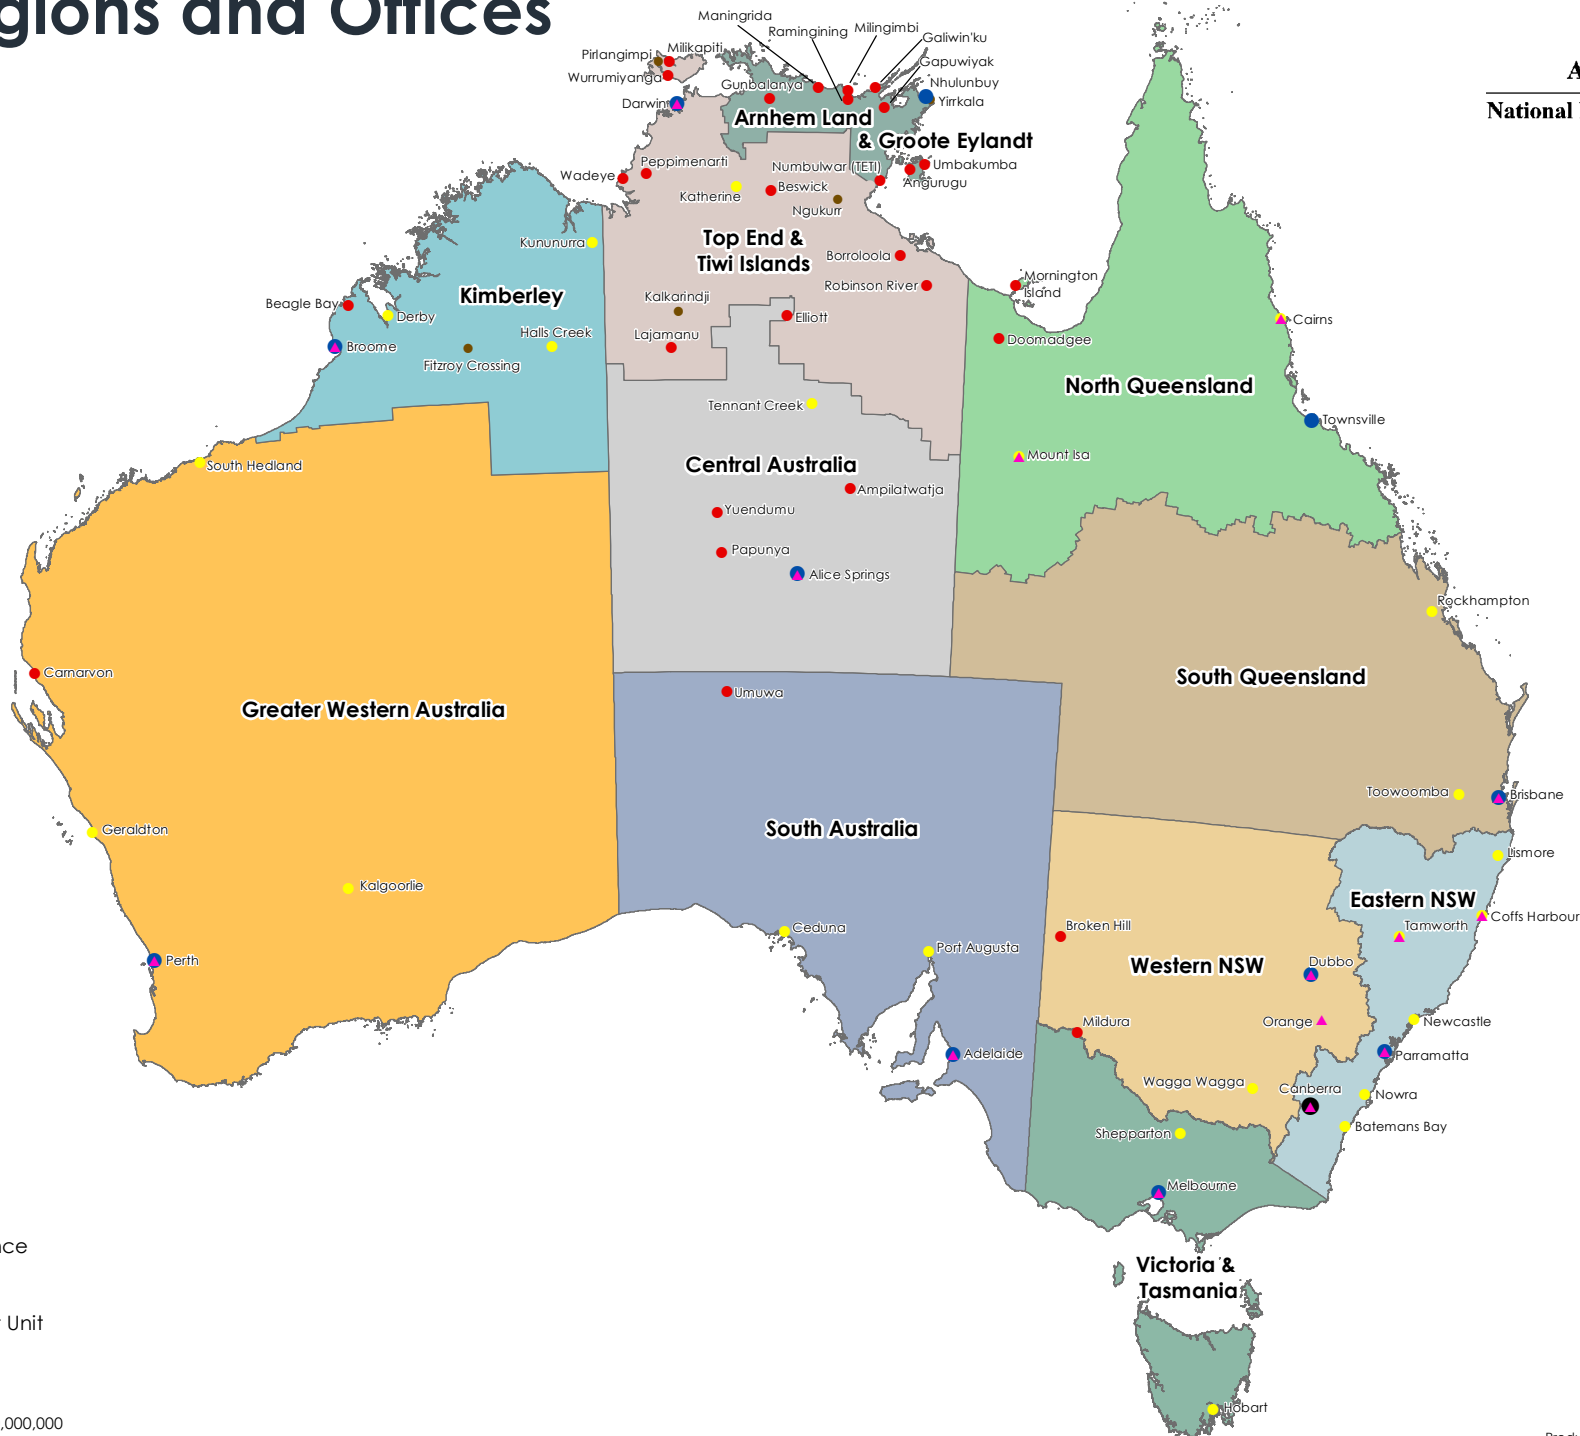 gions and Offices
National
Maningrida
Ramingining
Milingimbi
Galiwin'ku
Gapuwiyak
Nhulunbuy
Yirrkala
Pirlangimpi
Milikapiti
Wurrumiyanga
Darwin
Gunbalanya
Arnhem Land
& Groote Eylandt
Umbakumba
Angurugu
Numbulwar (TETI)
Wadeye
Peppimenarti
Katherine
Beswick
Ngukurr
Top End &
Tiwi Islands
Borroloola
Robinson River
Kununurra
Kimberley
Beagle Bay
Derby
Broome
Halls Creek
Fitzroy Crossing
Kalkarindji
Lajamanu
Elliott
Mornington
Island
Doomadgee
Cairns
North Queensland
Townsville
Mount Isa
Tennant Creek
Central Australia
Ampilatwatja
Yuendumu
Papunya
Alice Springs
South Hedland
Rockhampton
South Queensland
Carnarvon
Greater Western Australia
Umuwa
Toowoomba
Brisbane
Geraldton
South Australia
Lismore
Kalgoorlie
Eastern NSW
Coffs Harbour
Tamworth
Ceduna
Port Augusta
Broken Hill
Western NSW
Dubbo
Perth
Orange
Newcastle
Mildura
Adelaide
Parramatta
Wagga Wagga
Canberra
Nowra
Batemans Bay
Shepparton
Melbourne
Victoria &
Tasmania
Hobart
nce
Unit
,000,000